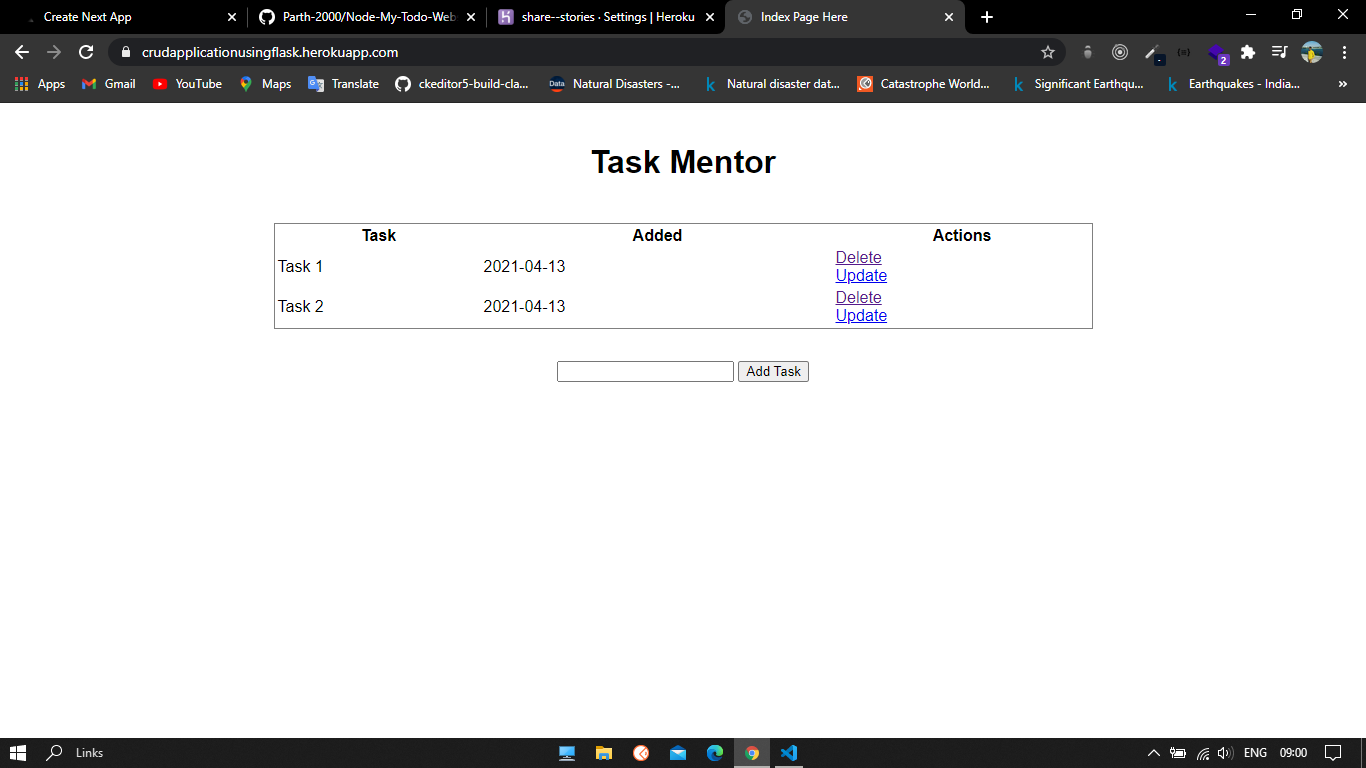 Create Next App
Parth-2000/Node-My-Todo-Web
share--stories · Settings | Heroku
Index Page Here
crudapplicationusingflask.herokuapp.com
2
Apps Gmail YouTube Maps Translate ckeditor5-build-cla... Data Natural Disasters -... Natural disaster dat... Catastrophe World... Significant Earthqu... Earthquakes - India... »
Task Mentor
Task Added Actions
Task 1 2021-04-13 Delete
Update
Task 2 2021-04-13 Delete
Update
Add Task
Links ENG 09:00